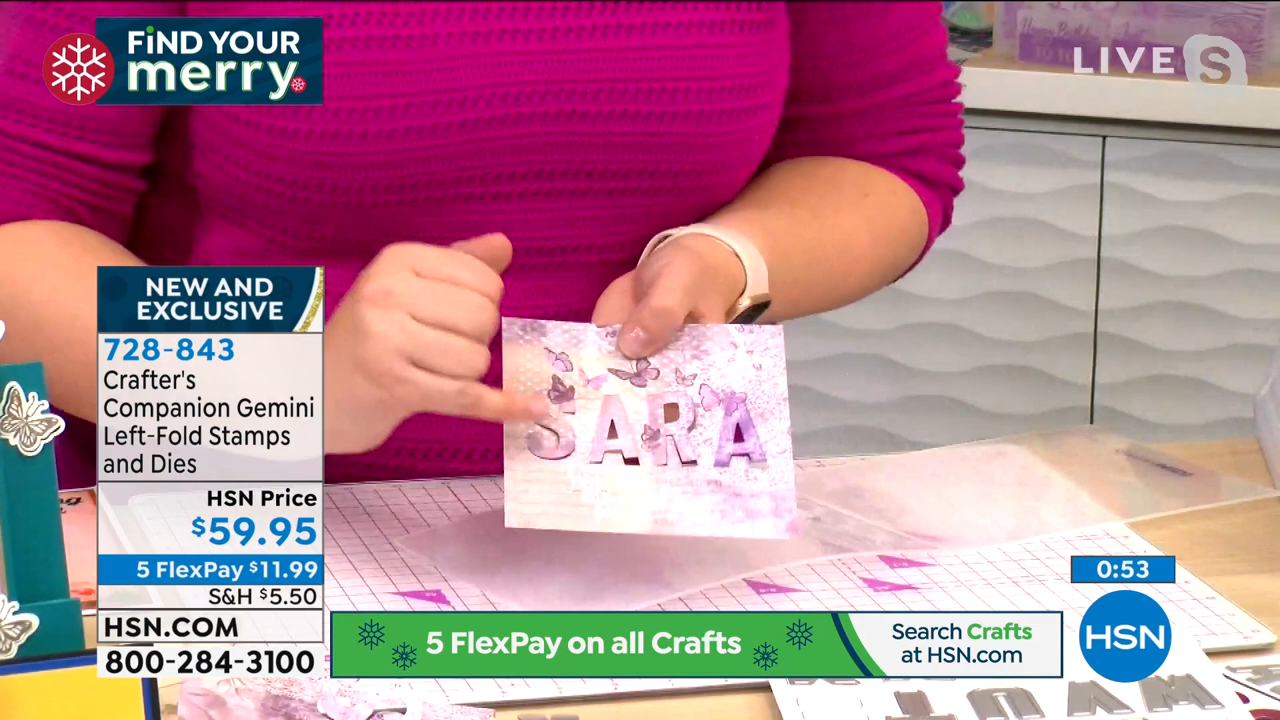 FiND YOUR
merry.
LIVE S
NEW AND
EXCLUSIVE
728-843
Crafter's
Companion Gemini
Left-Fold Stamps
and Dies
HSN Price
$59.95
5 FlexPay $11.99
S&H $5.50
HSN.COM
800-284-3100
SARA
0:53
5 FlexPay on all Crafts
Search Crafts
at HSN.com
HSN